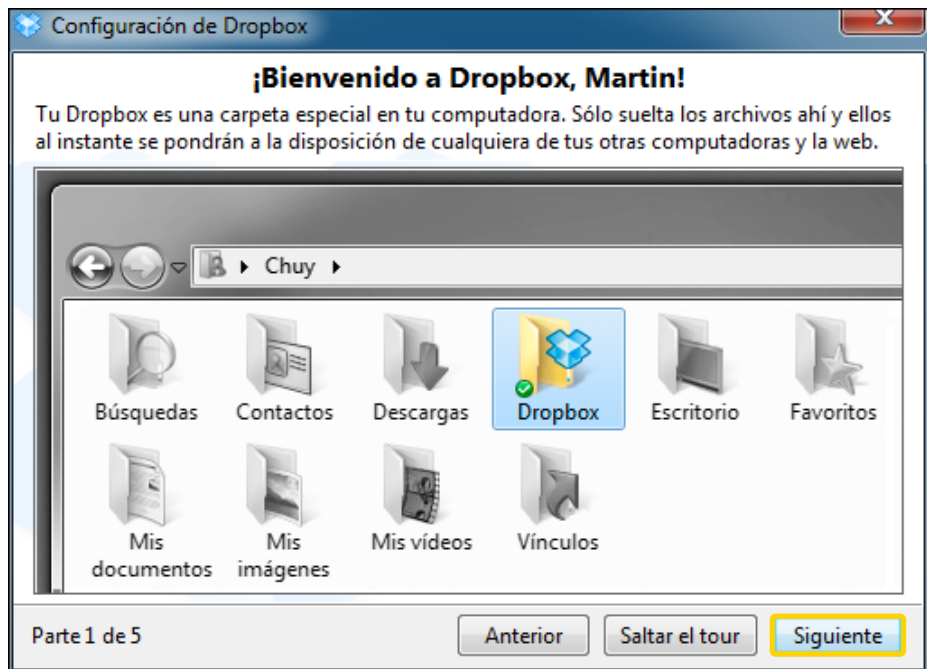 Configuración de Dropbox
¡Bienvenido a Dropbox, Martin!
Tu Dropbox es una carpeta especial en tu computadora. Sólo suelta los archivos ahí y ellos
al instante se pondrán a la disposición de cualquiera de tus otras computadoras y la web.
Chuy
Búsquedas Contactos Descargas Dropbox Escritorio Favoritos
Mis documentos Mis imágenes Mis vídeos Vínculos
Parte 1 de 5 Anterior Saltar el tour Siguiente